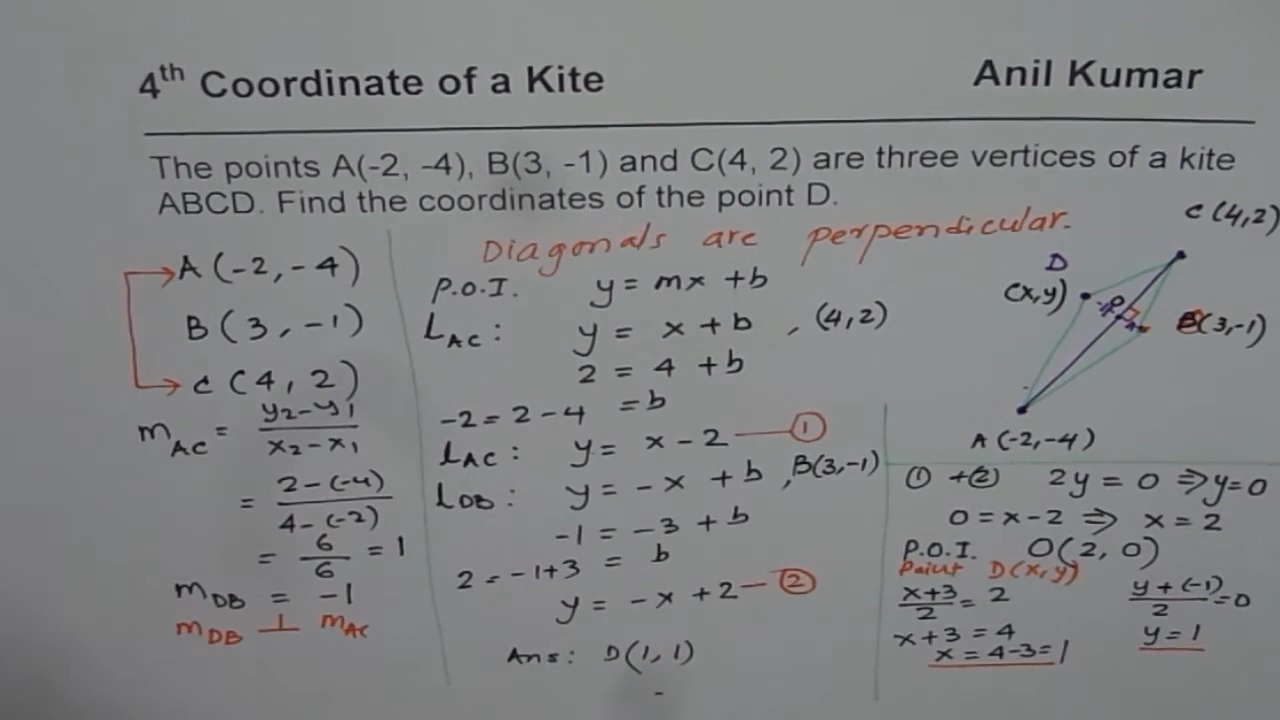 4th Coordinate of a Kite
Anil Kumar
The points A(-2, -4), B(3, -1) and C(4, 2) are three vertices of a kite
ABCD. Find the coordinates of the point D.
Diagonals are perpendicular.
A (-2, -4)
B (3, -1)
C (4, 2)
mAC = y2-y1 / x2-x1
= 2-(-4) / 4-(-2)
= 6/6 = 1
mDB = -1
mDB ⊥ mAC
P.O.I. y = mx + b
LAC : y = x + b , (4,2)
2 = 4 + b
-2 = 2 - 4 = b
LAC : y = x - 2 — ①
LDB : y = -x + b , B(3,-1)
-1 = -3 + b
2 = -1+3 = b
y = -x + 2 — ②
Ans: D(1, 1)
C (4,2)
D
(x,y)
B(3,-1)
A (-2,-4)
① + ② 2y = 0 ⇒ y=0
0 = x-2 ⇒ x = 2
P.O.I. O(2, 0)
Point D(x,y)
x+3 / 2 = 2
y+(-1) / 2 = 0
x+3 = 4
y = 1
x = 4-3 = 1